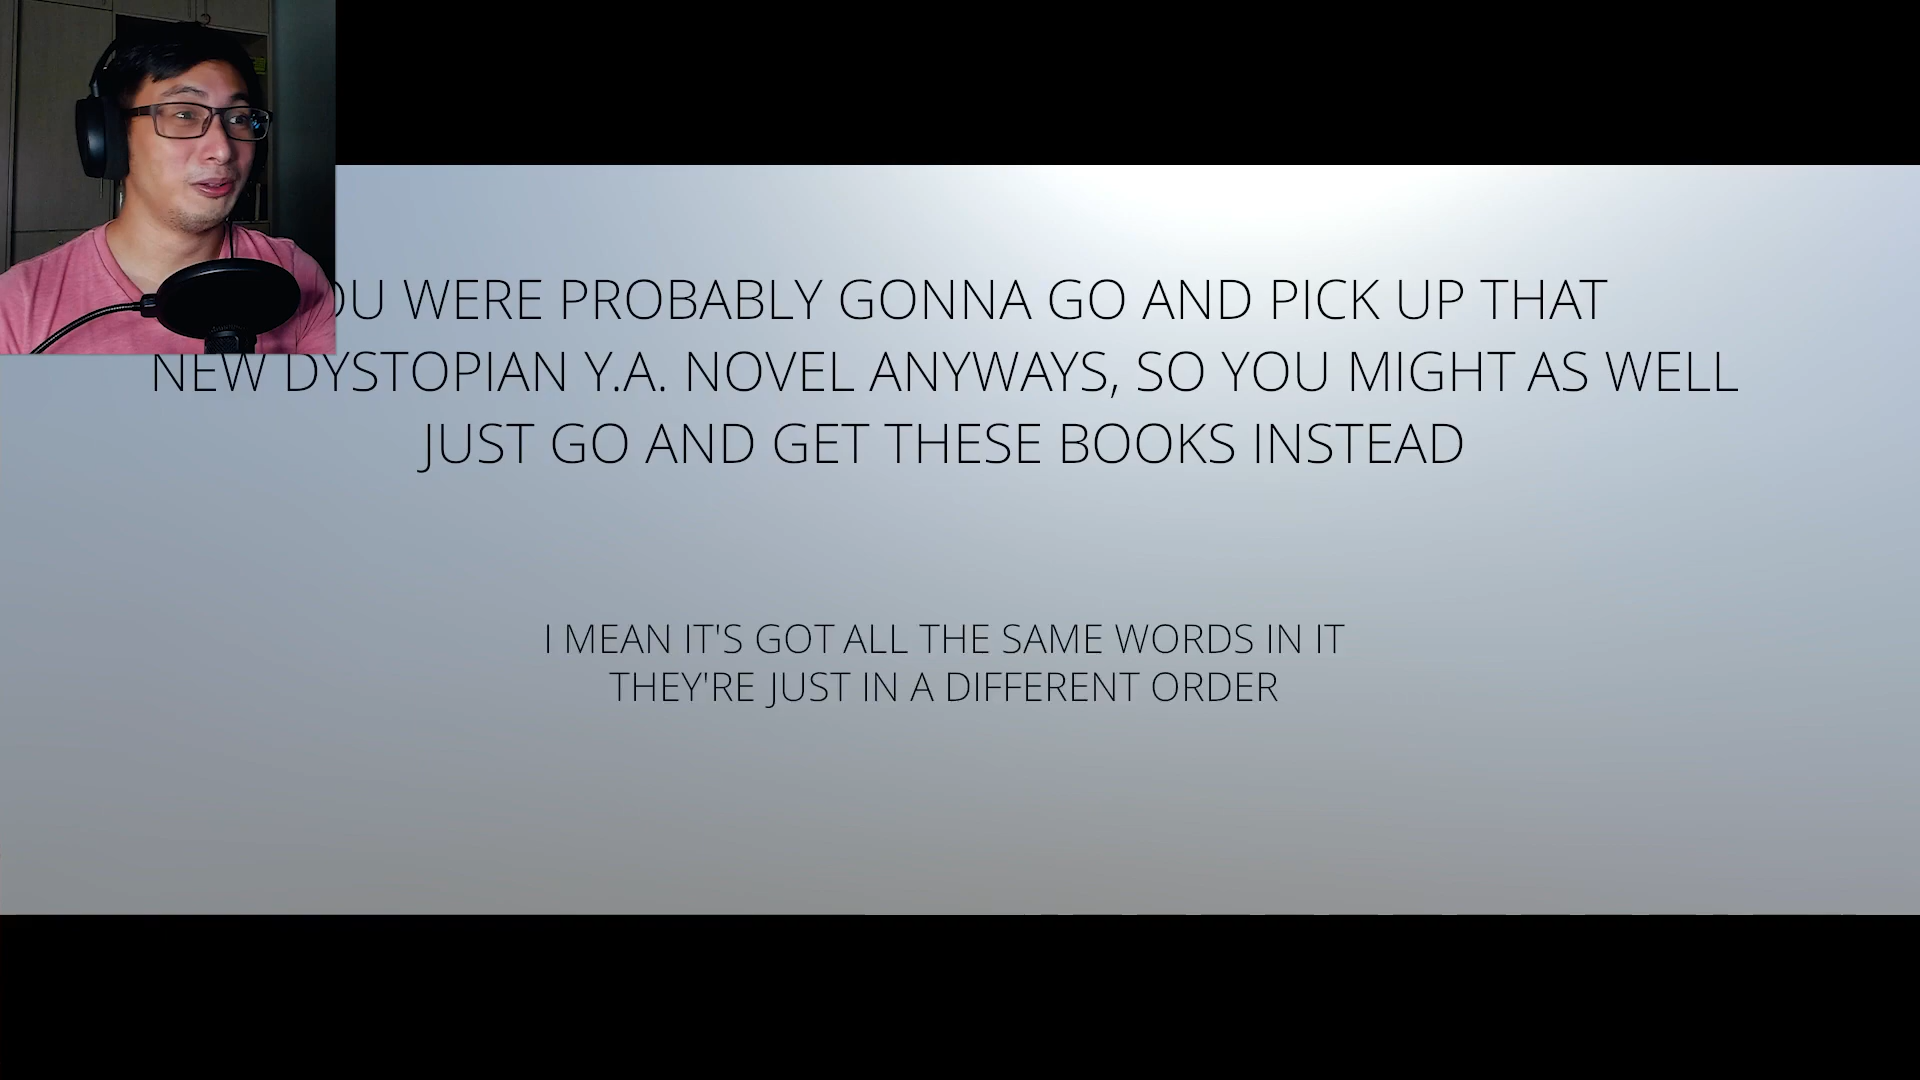 WERE PROBABLY GONNA GO AND PICK UP THAT
NEW DYSTOPIAN Y.A. NOVEL ANYWAYS, SO YOU MIGHT AS WELL
JUST GO AND GET THESE BOOKS INSTEAD
I MEAN IT'S GOT ALL THE SAME WORDS IN IT
THEY'RE JUST IN A DIFFERENT ORDER